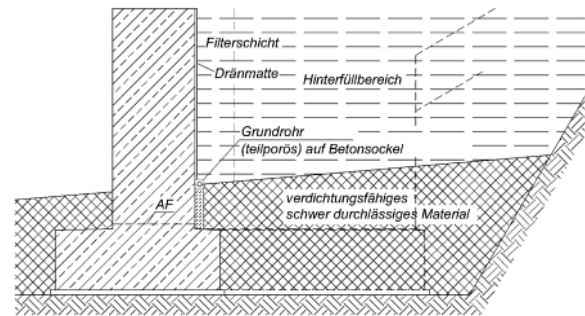 Filterschicht
Dränmatte
Hinterfüllbereich
Grundrohr
(teilporös) auf Betonsockel
AF
verdichtungsfähiges
schwer durchlässiges Material